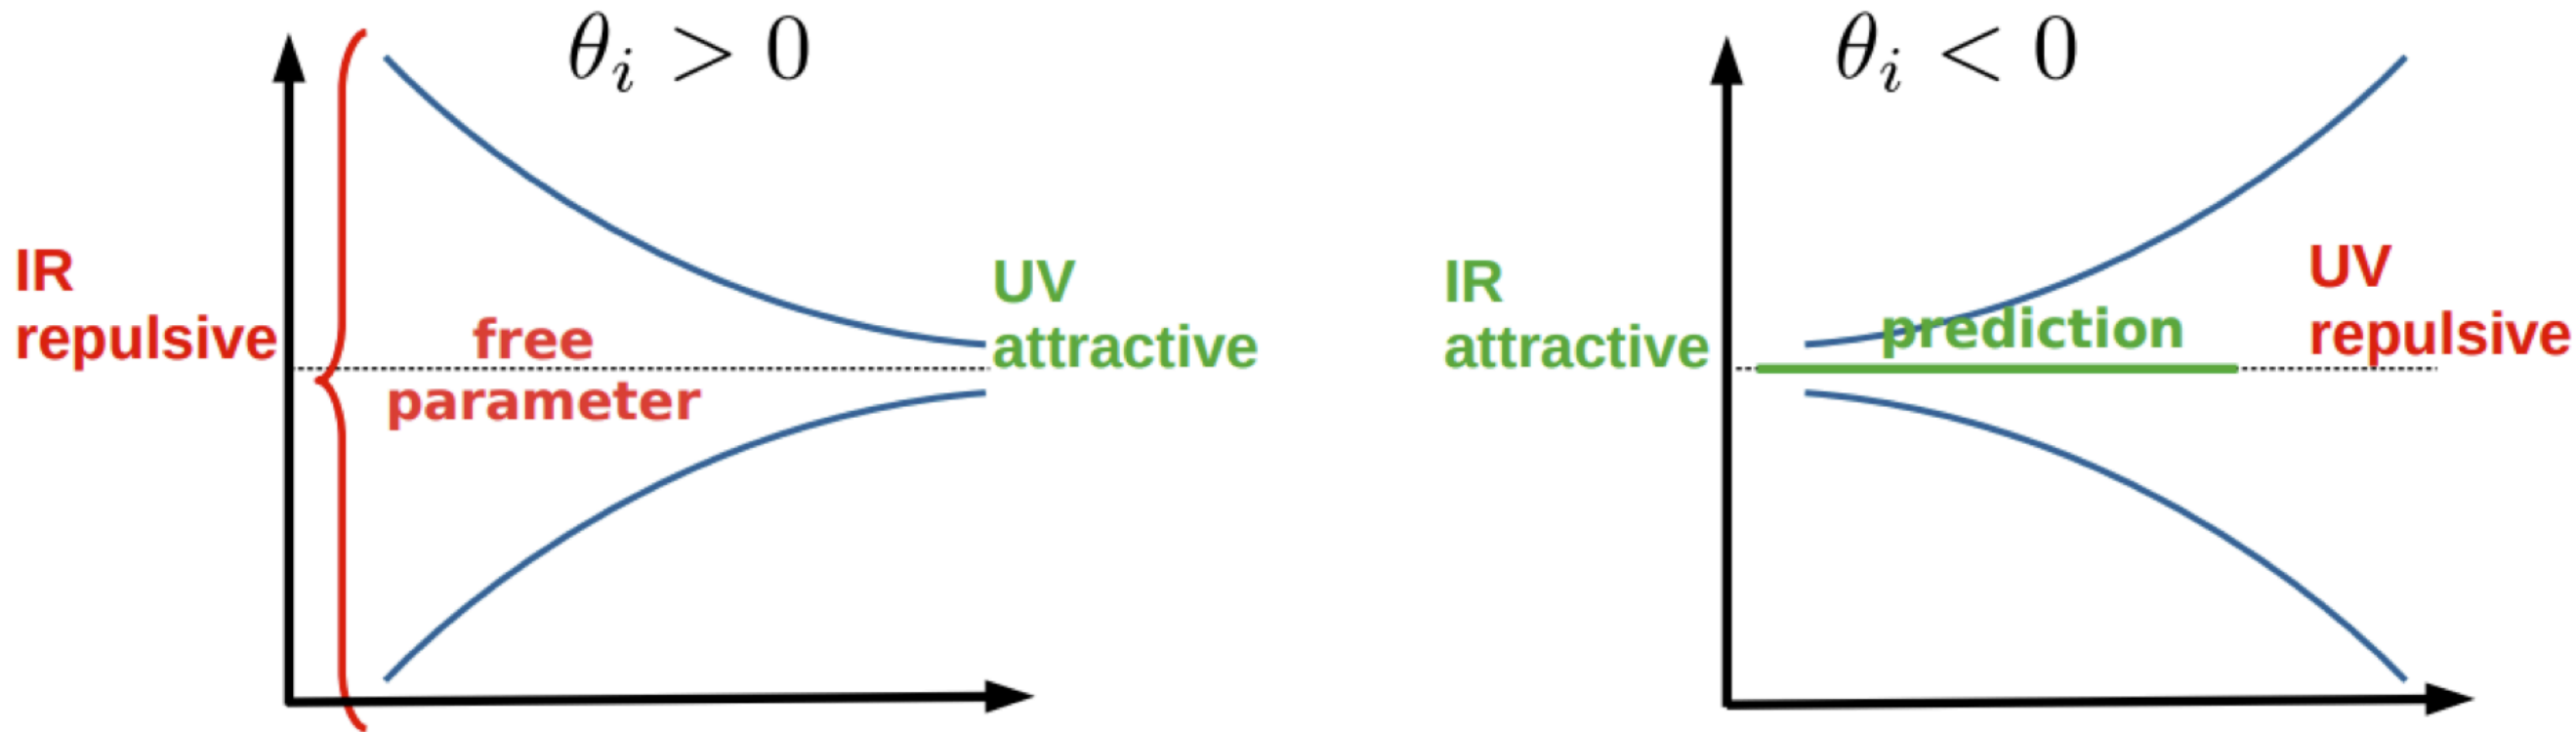 θᵢ > 0
IR
repulsive
free
parameter
UV
attractive
θᵢ < 0
IR
attractive
prediction
UV
repulsive